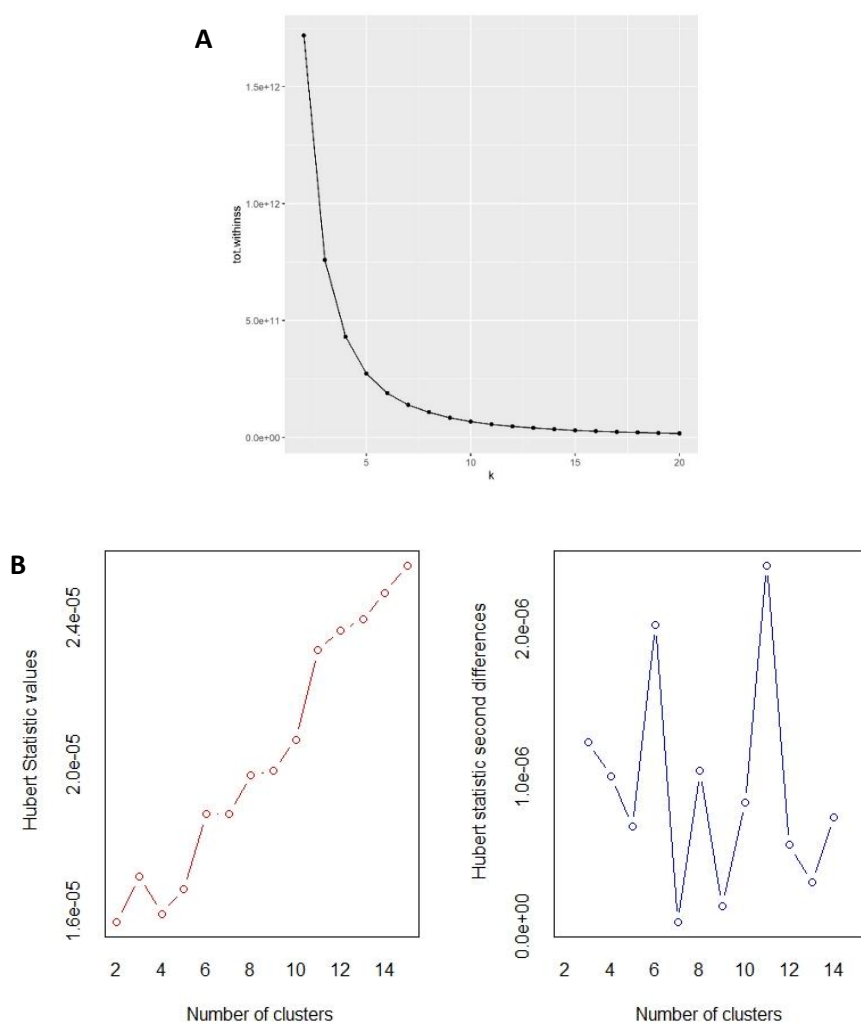 A
1.5e+12
1.0e+12
5.0e+11
0.0e+00
tot.withinss
5 10 15 20
k
B
2.4e-05
2.0e-05
1.6e-05
Hubert Statistic values
2 4 6 8 10 12 14
Number of clusters
2.0e-06
1.0e-06
0.0e+00
Hubert statistic second differences
2 4 6 8 10 12 14
Number of clusters